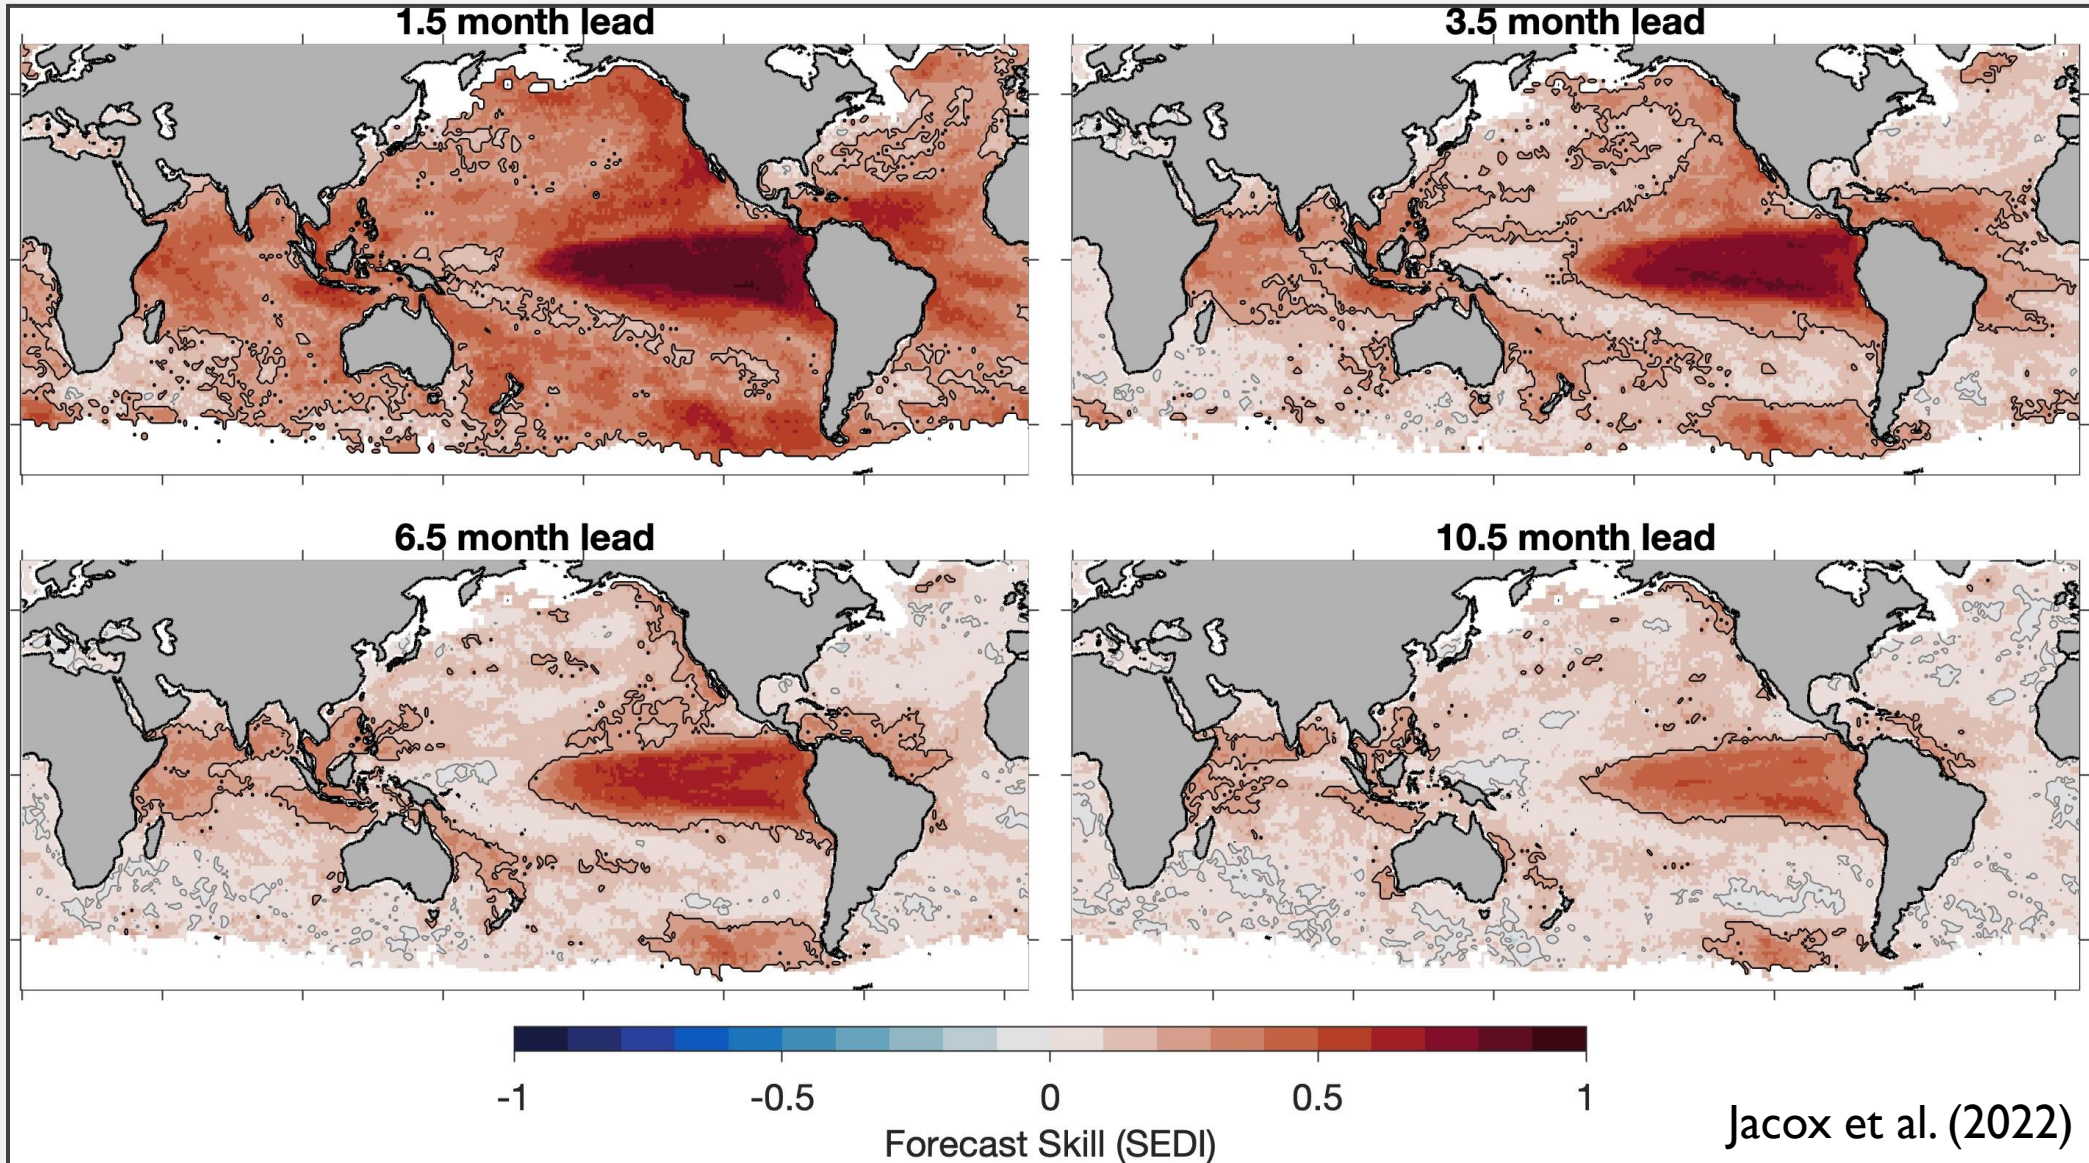 1.5 month lead
3.5 month lead
6.5 month lead
10.5 month lead
-1
-0.5
0
0.5
1
Forecast Skill (SEDI)
Jacox et al. (2022)